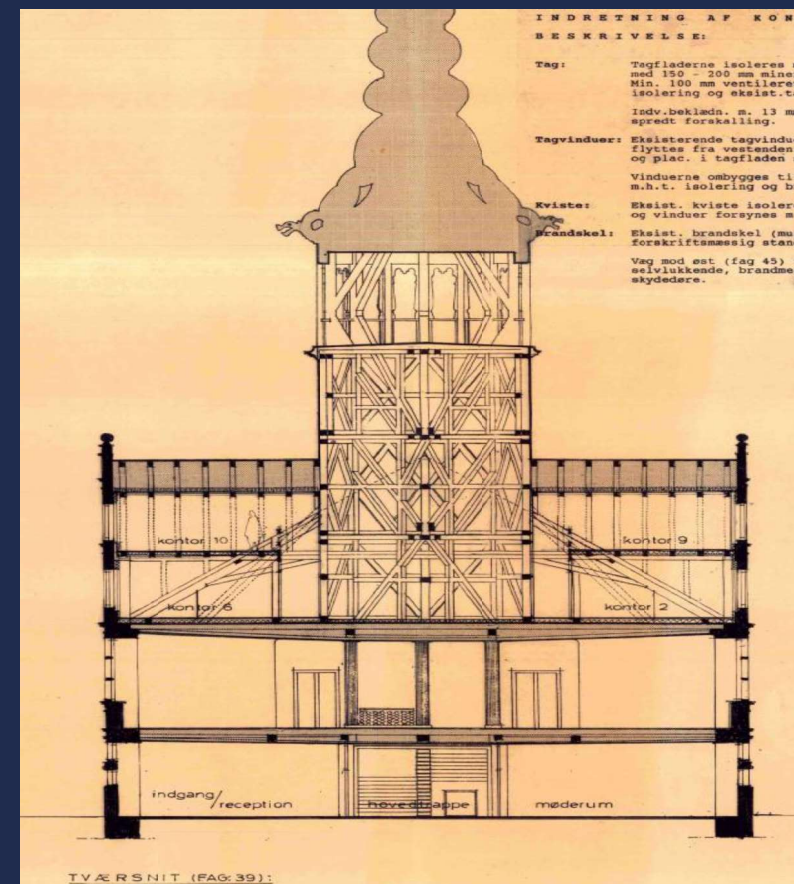 INDRETNING AF KON
BESKRIVELSE:
Tag: Tagfladerne isoleres
med 150 - 200 mm mine
Min. 100 mm ventilere
isolering og eksist.t
Indv.beklædn. m. 13 m
spredt forskalling.
Tagvinduer: Eksisterende tagvindu
flyttes fra vestenden
og plac. i tagfladen
Vinduerne ombygges ti
m.h.t. isolering og b
Kviste: Eksist. kviste isoler
og vinduer forsynes m
Brandskel: Eksist. brandskel (mu
forskriftsmæssig stan
Væg mod øst (fag 45)
selvlukkende, brandme
skydedøre.
kontor 10
kontor 9
kontor 6
kontor 2
indgang/reception
hovedtrappe
møderum
TVÆRSNIT (FAG:39):